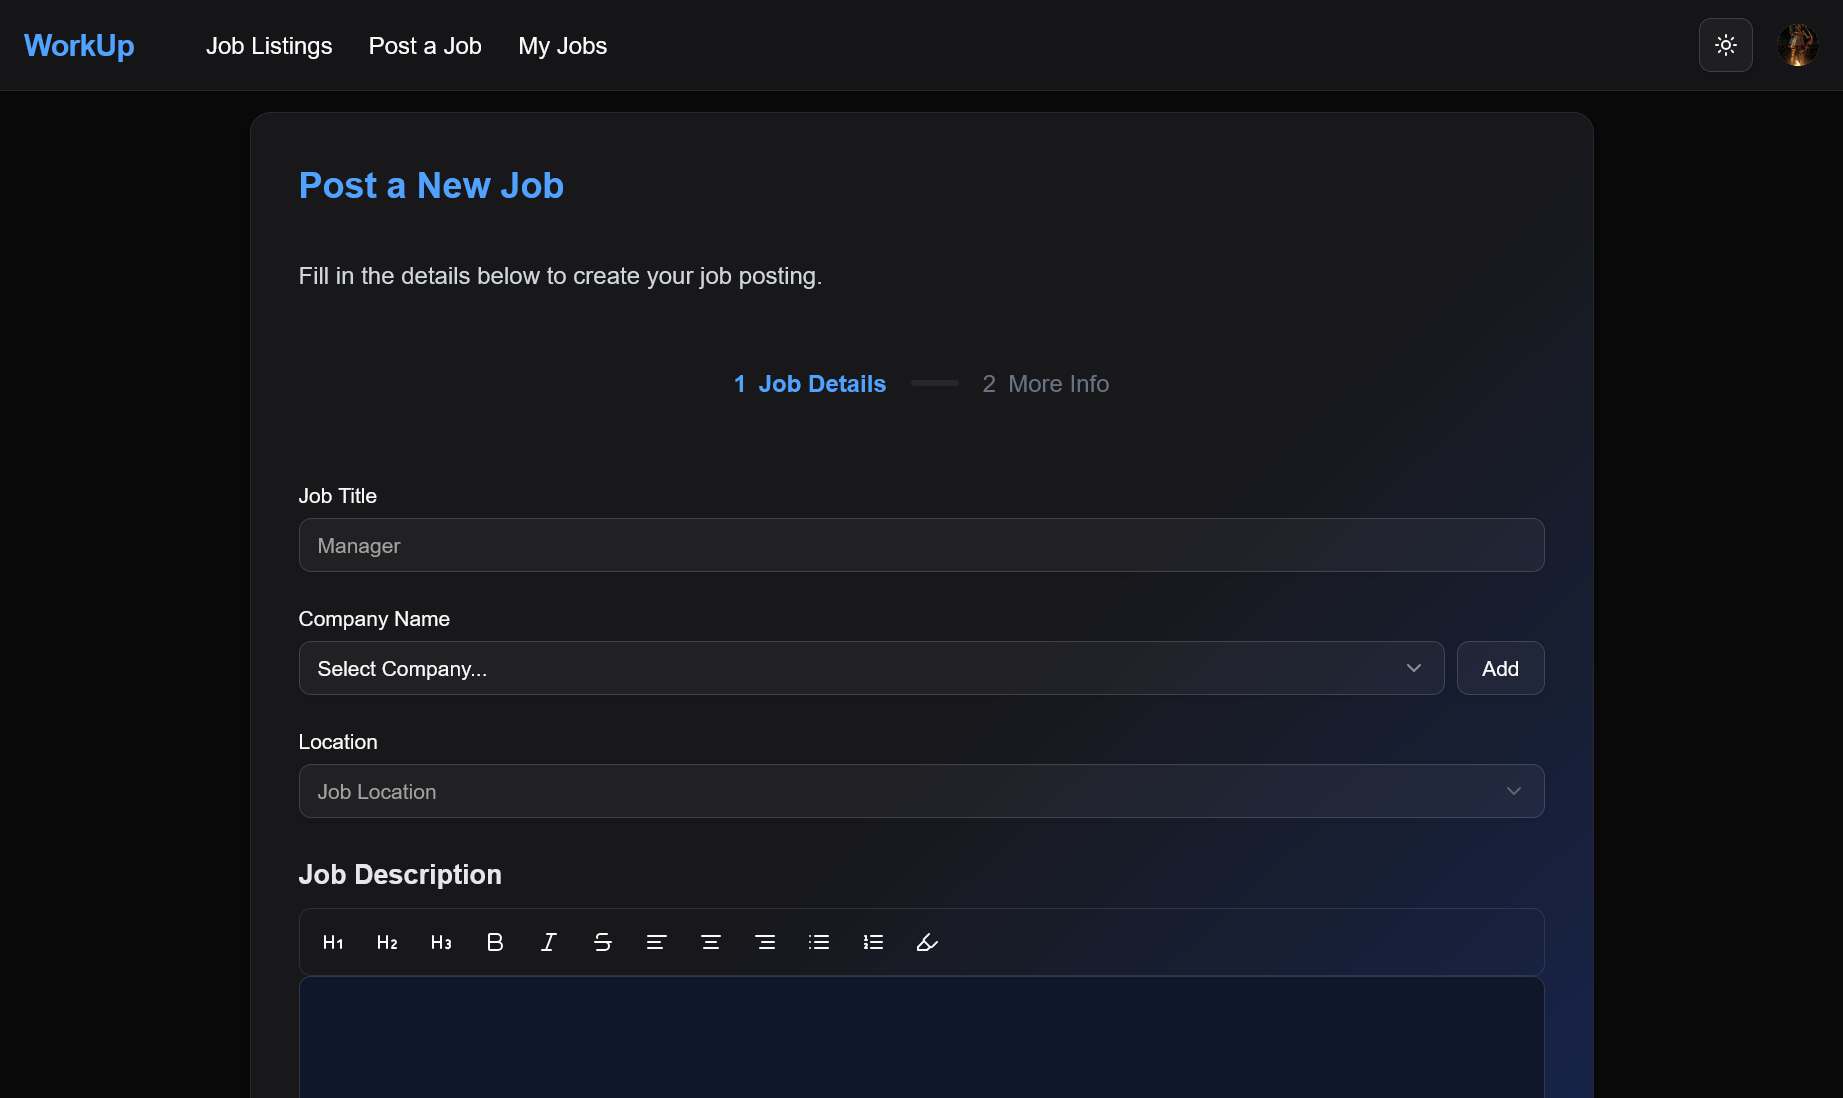 WorkUp Job Listings Post a Job My Jobs
Post a New Job
Fill in the details below to create your job posting.
1 Job Details 2 More Info
Job Title
Manager
Company Name
Select Company... Add
Location
Job Location
Job Description
H1 H2 H3 B I S